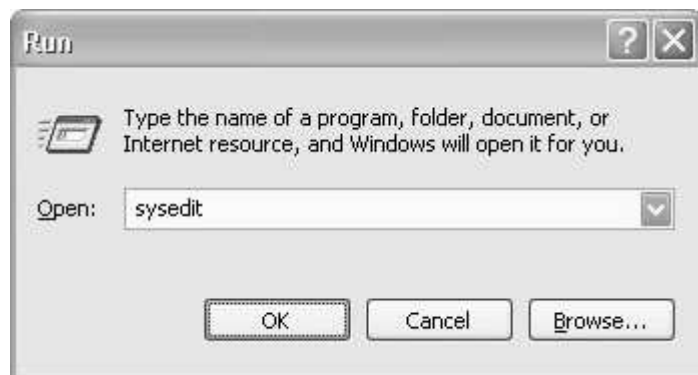 Run
Type the name of a program, folder, document, or
Internet resource, and Windows will open it for you.
Open: sysedit
OK Cancel Browse...